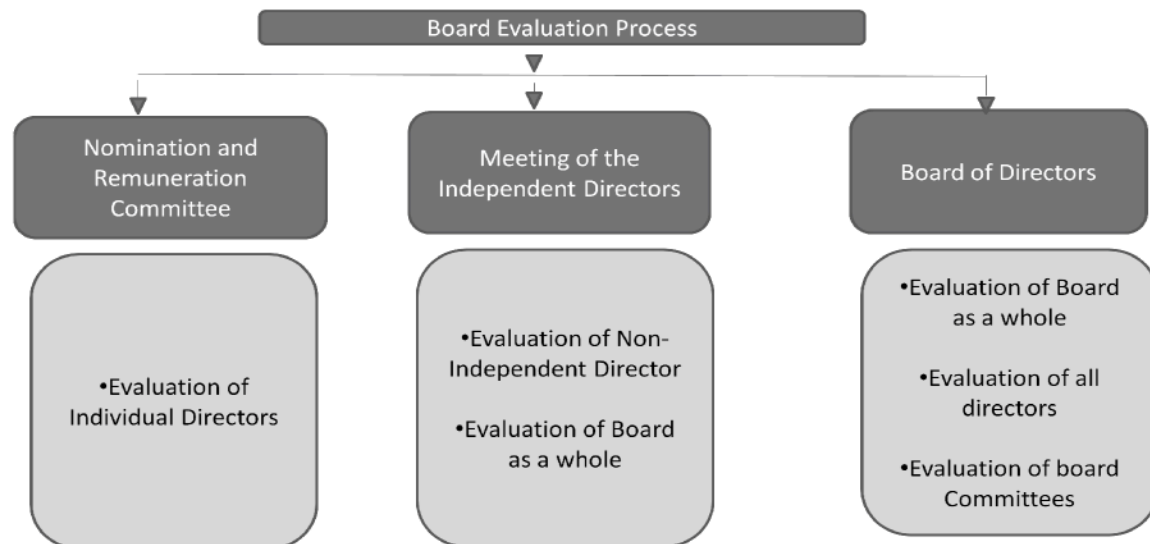 Board Evaluation Process
Nomination and
Remuneration
Committee
Meeting of the
Independent Directors
Board of Directors
•Evaluation of
Individual Directors
•Evaluation of Non-
Independent Director
•Evaluation of Board
as a whole
•Evaluation of Board
as a whole
•Evaluation of all
directors
•Evaluation of board
Committees